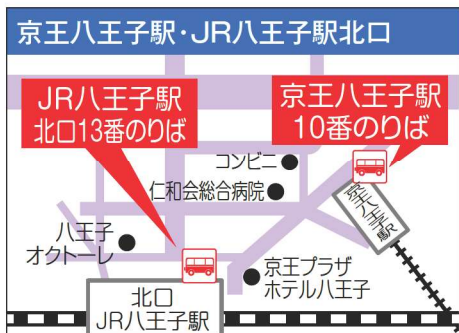 京王八王子駅・JR八王子駅北口
JR八王子駅
北口13番のりば
京王八王子駅
10番のりば
コンビニ
仁和会総合病院
京王八王子駅
八王子
オクトーレ
京王プラザ
ホテル八王子
北口
JR八王子駅